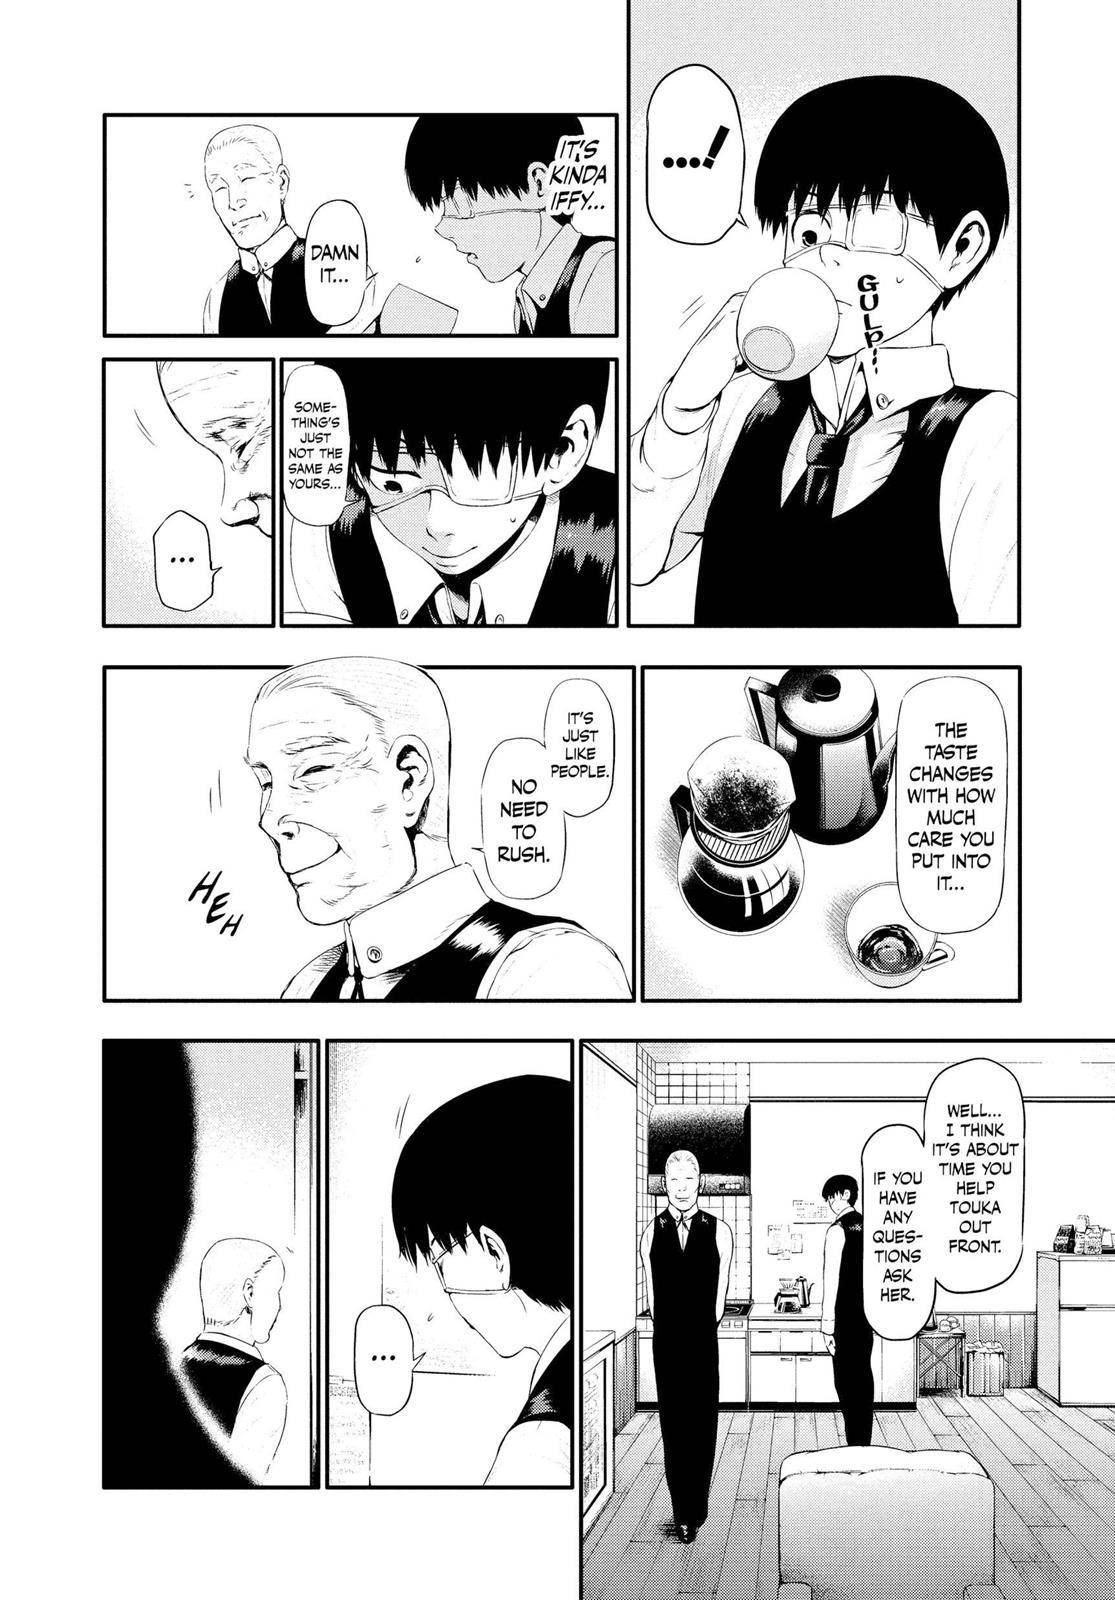 ...!
GULP...
IT'S
KINDA
IFFY...
DAMN
IT...
SOME-
THING'S
JUST
NOT THE
SAME AS
YOURS...
...
THE
TASTE
CHANGES
WITH HOW
MUCH
CARE YOU
PUT INTO
IT...
IT'S
JUST
LIKE
PEOPLE.
NO
NEED
TO
RUSH.
HEH
WELL...
I THINK
IT'S ABOUT
TIME YOU
HELP
TOUKA
OUT
FRONT.
IF YOU
HAVE
ANY
QUES-
TIONS
ASK
HER.
...